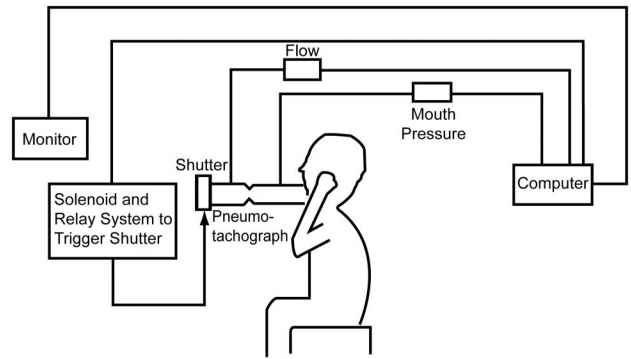 Flow
Mouth
Pressure
Monitor
Shutter
Computer
Solenoid and
Relay System to
Trigger Shutter
Pneumo-
tachograph